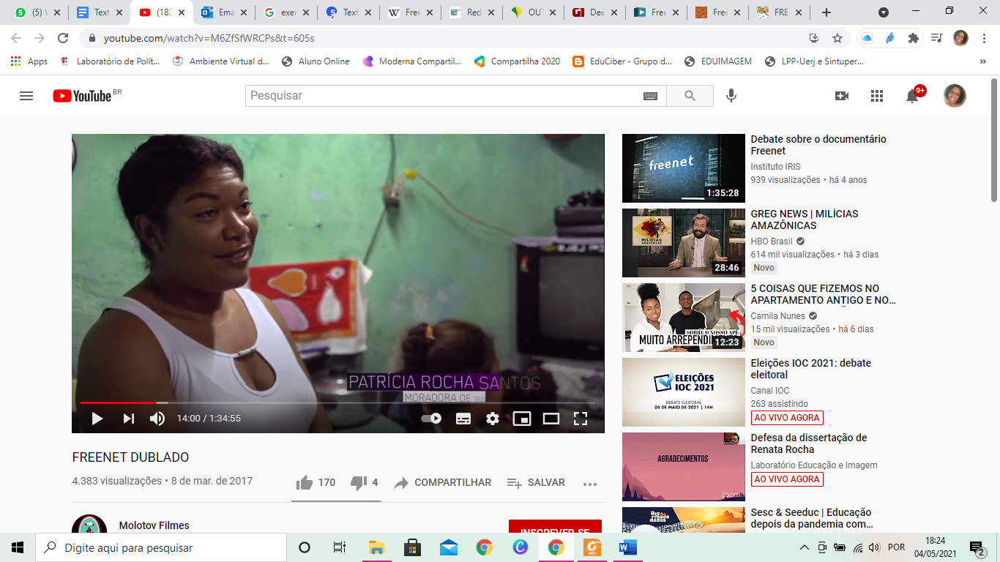 (5) V
Text
(183
Ema
exer
Text
Free
Red
OUT
Dee
Free
Free
FRE
youtube.com/watch?v=M6ZfSfWRCPs&t=605s
Apps
Laboratório de Polít...
Ambiente Virtual d...
Aluno Online
Moderna Compartil...
Compartilha 2020
EduCiber - Grupo d...
EDUIMAGEM
LPP-Uerj e Sintuper...
»
YouTube BR
Pesquisar
9+
PATRÍCIA ROCHA SANTOS
MORADORA DE
14:00 / 1:34:55
FREENET DUBLADO
4.383 visualizações • 8 de mar. de 2017
170
4
COMPARTILHAR
SALVAR
Molotov Filmes
INSCREVER-SE
freenet
1:35:28
Debate sobre o documentário
Freenet
Instituto IRIS
939 visualizações • há 4 anos
MILÍCIAS
AMAZÔNICAS
28:46
GREG NEWS | MILÍCIAS
AMAZÔNICAS
HBO Brasil
614 mil visualizações • há 3 dias
Novo
SOBRE O NOSSO APÊ
MUITO ARREPENDIMENTO
12:23
5 COISAS QUE FIZEMOS NO
APARTAMENTO ANTIGO E NO...
Camila Nunes
15 mil visualizações • há 6 dias
Novo
ELEIÇÕES
IOC 2021
DEBATE ELEITORAL
04 DE MAIO DE 2021 | 14H
Eleições IOC 2021: debate
eleitoral
Canal IOC
263 assistindo
AO VIVO AGORA
AGRADECIMENTOS
zoom
Defesa da dissertação de
Renata Rocha
Laboratório Educação e Imagem
AO VIVO AGORA
Sesc & Seeduc | Educação
depois da pandemia com...
Digite aqui para pesquisar
POR
18:24
04/05/2021
2